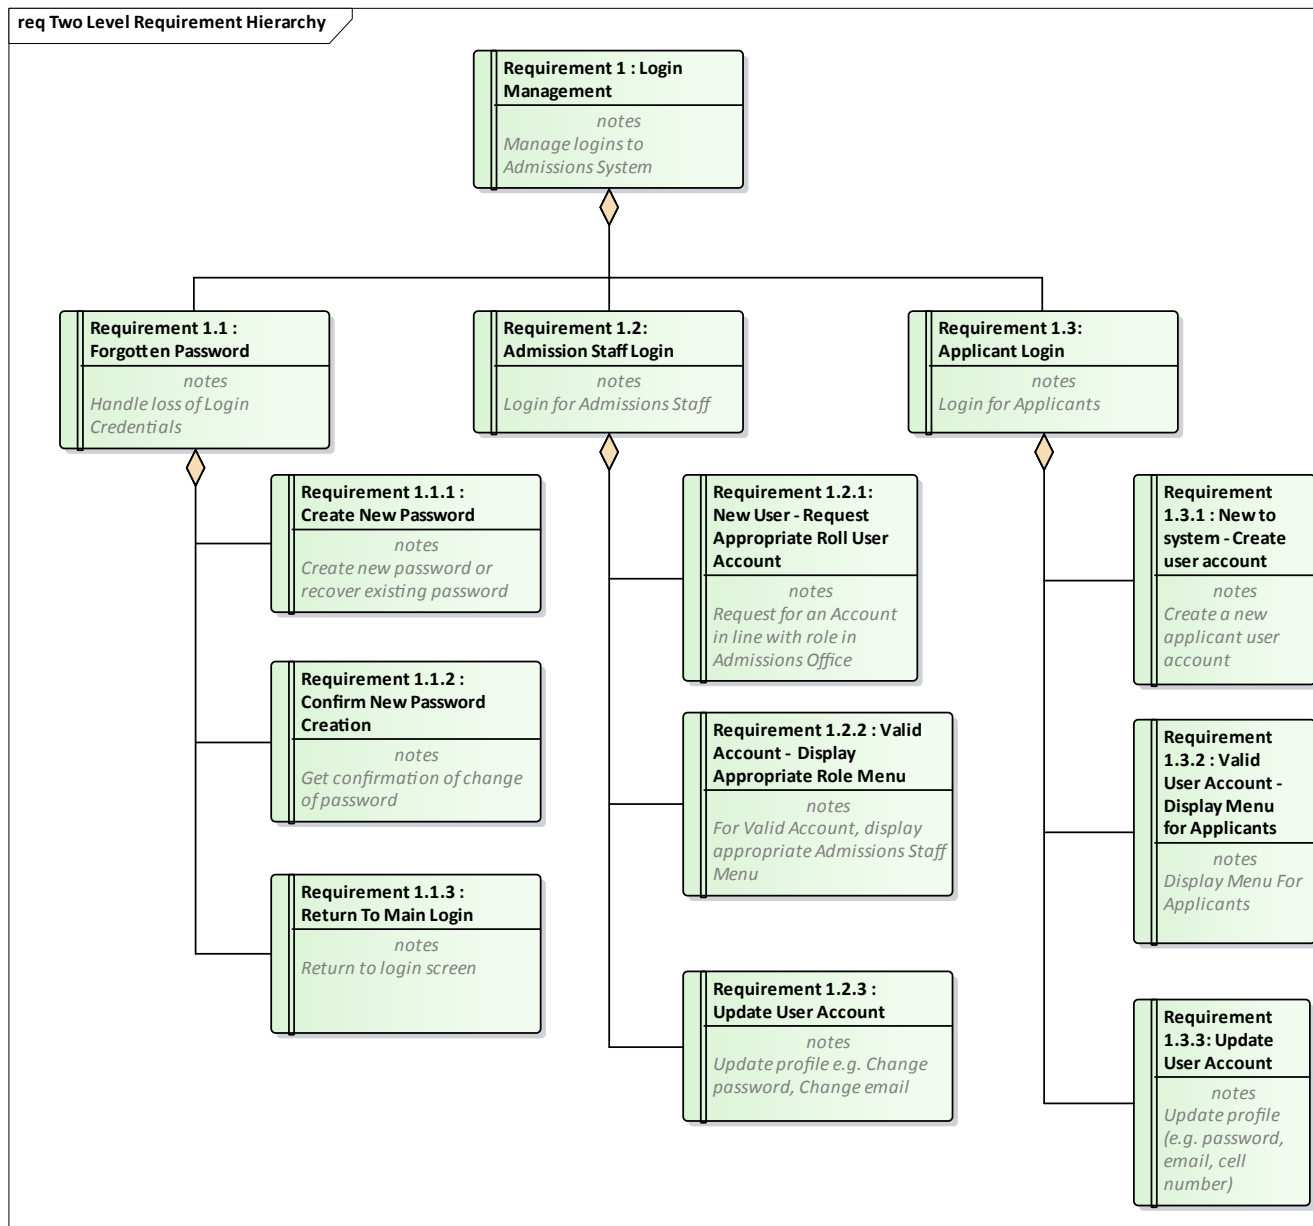 req Two Level Requirement Hierarchy
Requirement 1 : Login
Management
notes
Manage logins to
Admissions System
Requirement 1.1 :
Forgotten Password
notes
Handle loss of Login
Credentials
Requirement 1.2:
Admission Staff Login
notes
Login for Admissions Staff
Requirement 1.3:
Applicant Login
notes
Login for Applicants
Requirement 1.1.1 :
Create New Password
notes
Create new password or
recover existing password
Requirement 1.1.2 :
Confirm New Password
Creation
notes
Get confirmation of change
of password
Requirement 1.1.3 :
Return To Main Login
notes
Return to login screen
Requirement 1.2.1:
New User - Request
Appropriate Roll User
Account
notes
Request for an Account
in line with role in
Admissions Office
Requirement 1.2.2 : Valid
Account -  Display
Appropriate Role Menu
notes
For Valid Account, display
appropriate Admissions Staff
Menu
Requirement 1.2.3 :
Update User Account
notes
Update profile e.g. Change
password, Change email
Requirement
1.3.1 : New to
system - Create
user account
notes
Create a new
applicant user
account
Requirement
1.3.2 : Valid
User Account -
Display Menu
for Applicants
notes
Display Menu For
Applicants
Requirement
1.3.3: Update
User Account
notes
Update profile
(e.g. password,
email, cell
number)